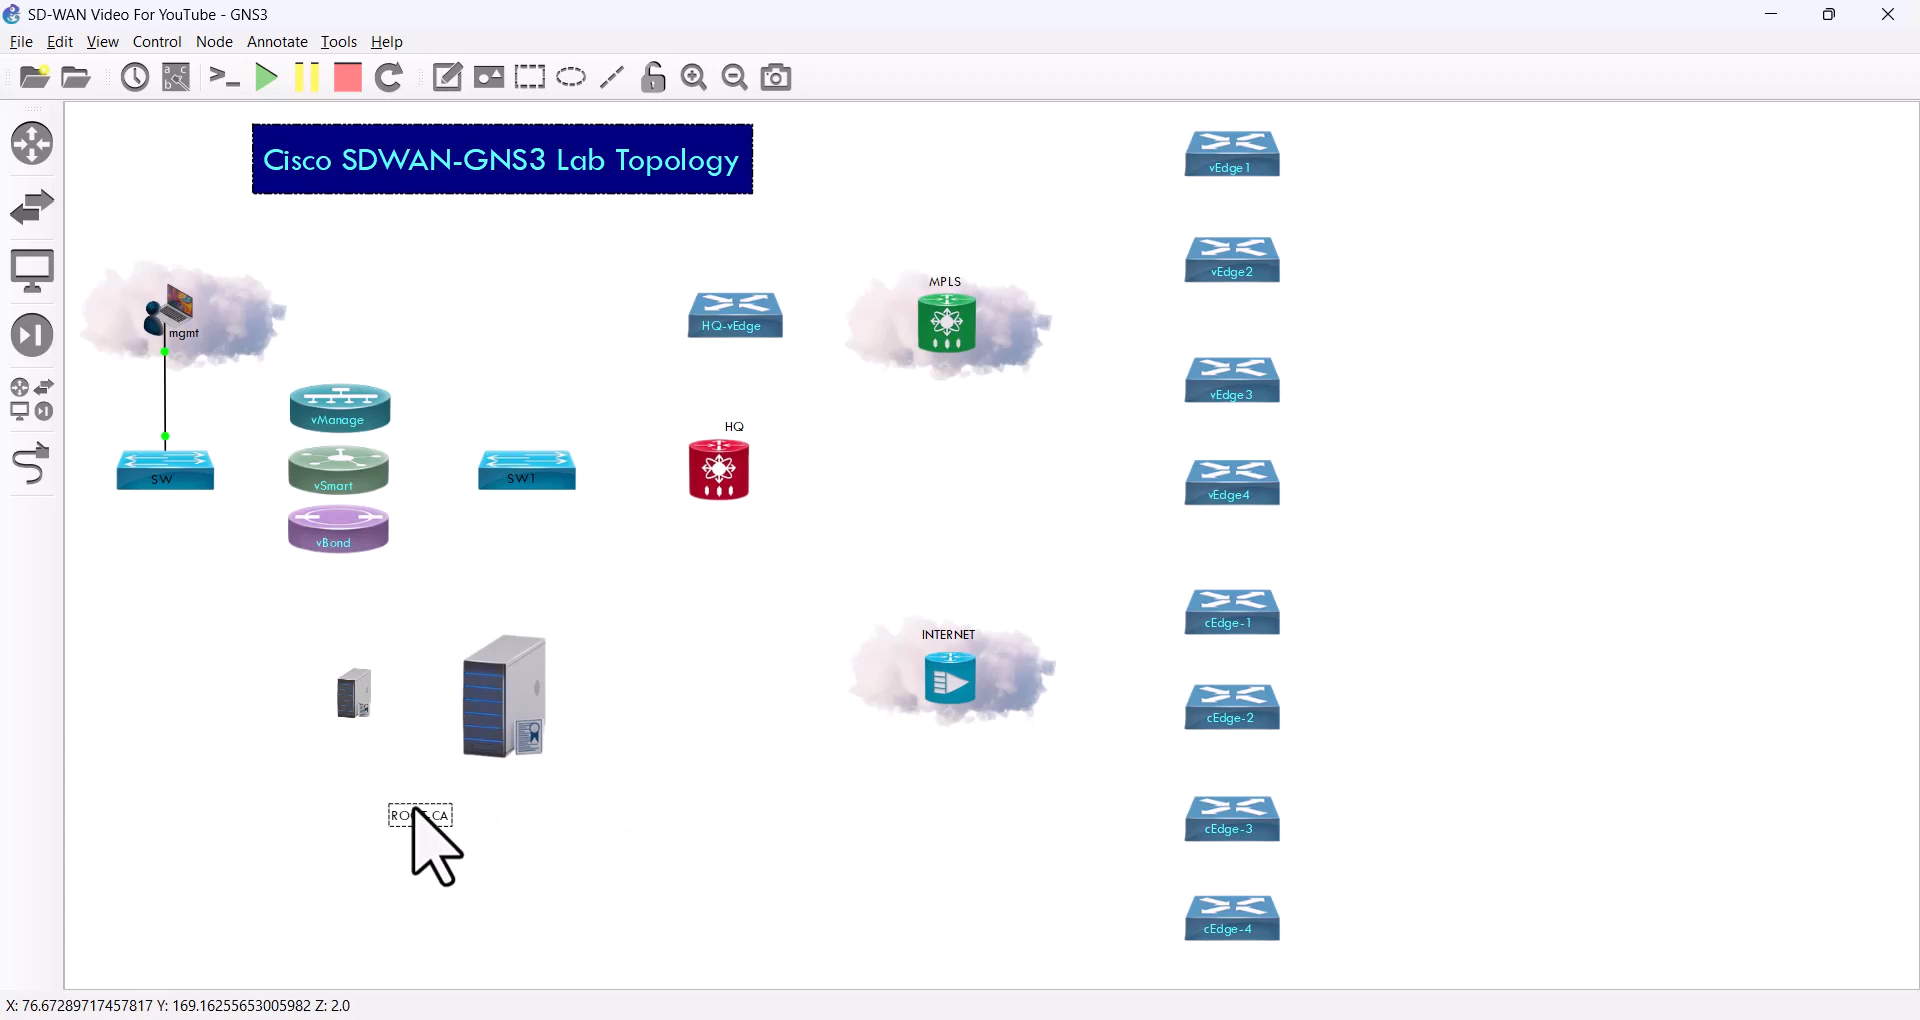 SD-WAN Video For YouTube - GNS3
File Edit View Control Node Annotate Tools Help
Cisco SDWAN-GNS3 Lab Topology
vEdge1
vEdge2
MPLS
mgmt
HQ-vEdge
vManage
vEdge3
HQ
SW
vSmart
SW1
vEdge4
vBond
cEdge-1
INTERNET
cEdge-2
CA
cEdge-3
cEdge-4
X: 76.67289717457817 Y: 169.16255653005982 Z: 2.0